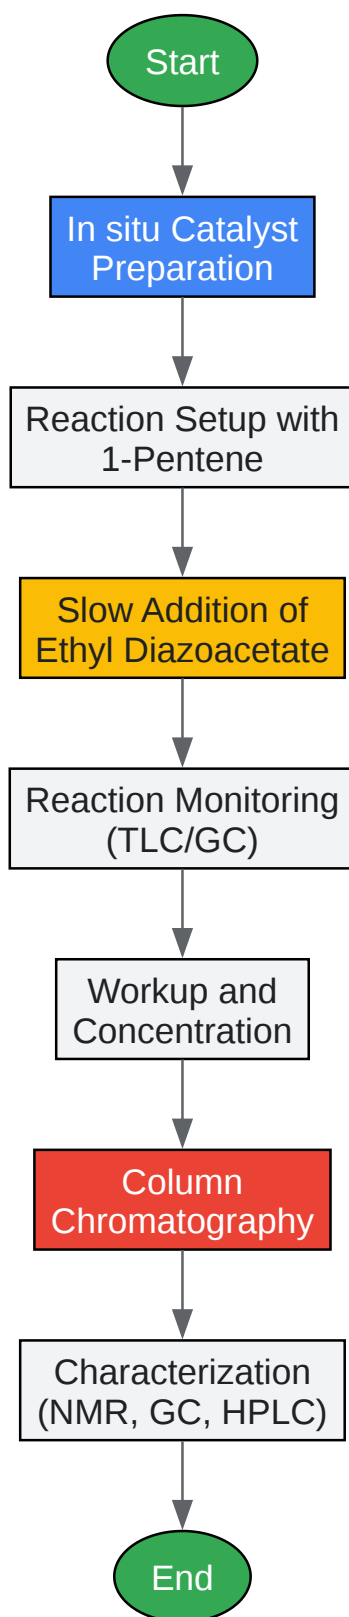 Start
In situ Catalyst
Preparation
Reaction Setup with
1-Pentene
Slow Addition of
Ethyl Diazoacetate
Reaction Monitoring
(TLC/GC)
Workup and
Concentration
Column
Chromatography
Characterization
(NMR, GC, HPLC)
End